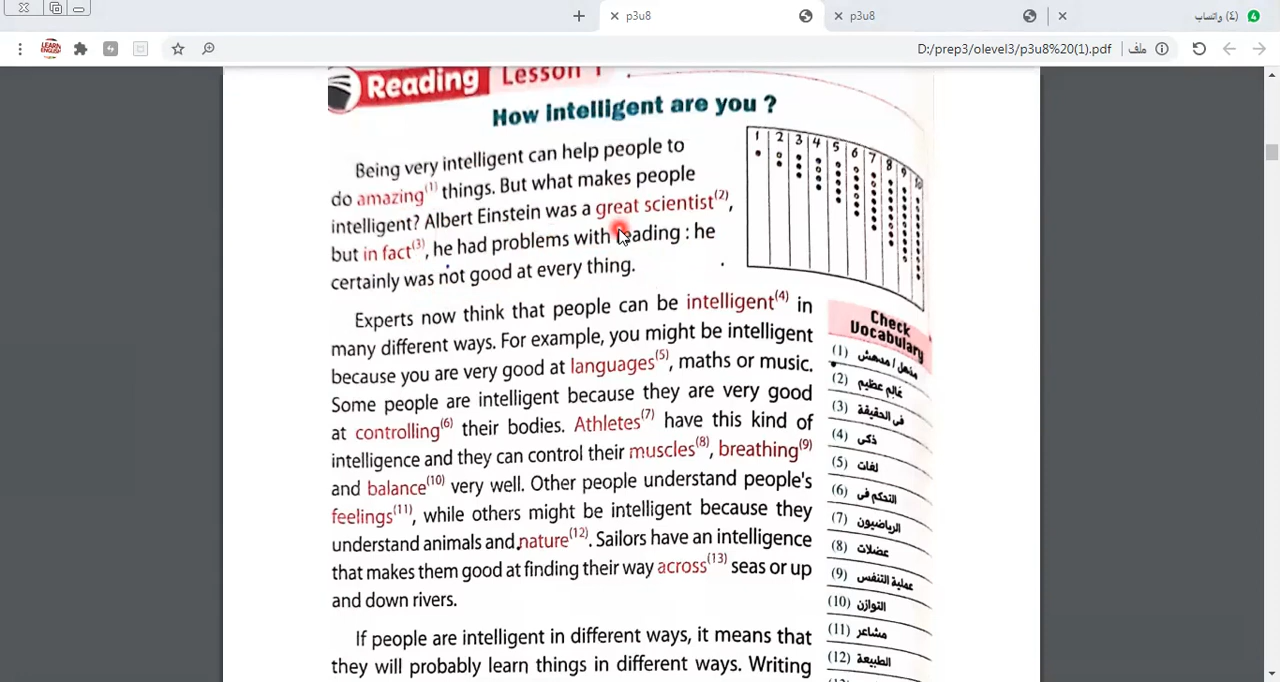 p3u8
p3u8
(٤) واتساب
LEARN ENGLISH
D:/prep3/olevel3/p3u8%20(1).pdf
ملف
Reading Lesson 1
How intelligent are you ?
Being very intelligent can help people to
do amazing(1) things. But what makes people
intelligent? Albert Einstein was a great scientist(2),
but in fact(3), he had problems with reading : he
certainly was not good at every thing.
1 2 3 4 5 6 7 8 9 10
Experts now think that people can be intelligent(4) in
many different ways. For example, you might be intelligent
because you are very good at languages(5), maths or music.
Some people are intelligent because they are very good
at controlling(6) their bodies. Athletes(7) have this kind of
intelligence and they can control their muscles(8), breathing(9)
and balance(10) very well. Other people understand people's
feelings(11), while others might be intelligent because they
understand animals and nature(12). Sailors have an intelligence
that makes them good at finding their way across(13) seas or up
and down rivers.
If people are intelligent in different ways, it means that
they will probably learn things in different ways. Writing
Check
Vocabulary
(1) مذهل / مدهش
(2) عالِم عظيم
(3) فى الحقيقة
(4) ذكى
(5) لغات
(6) التحكم فى
(7) الرياضيون
(8) عضلات
(9) عملية التنفس
(10) التوازن
(11) مشاعر
(12) الطبيعة